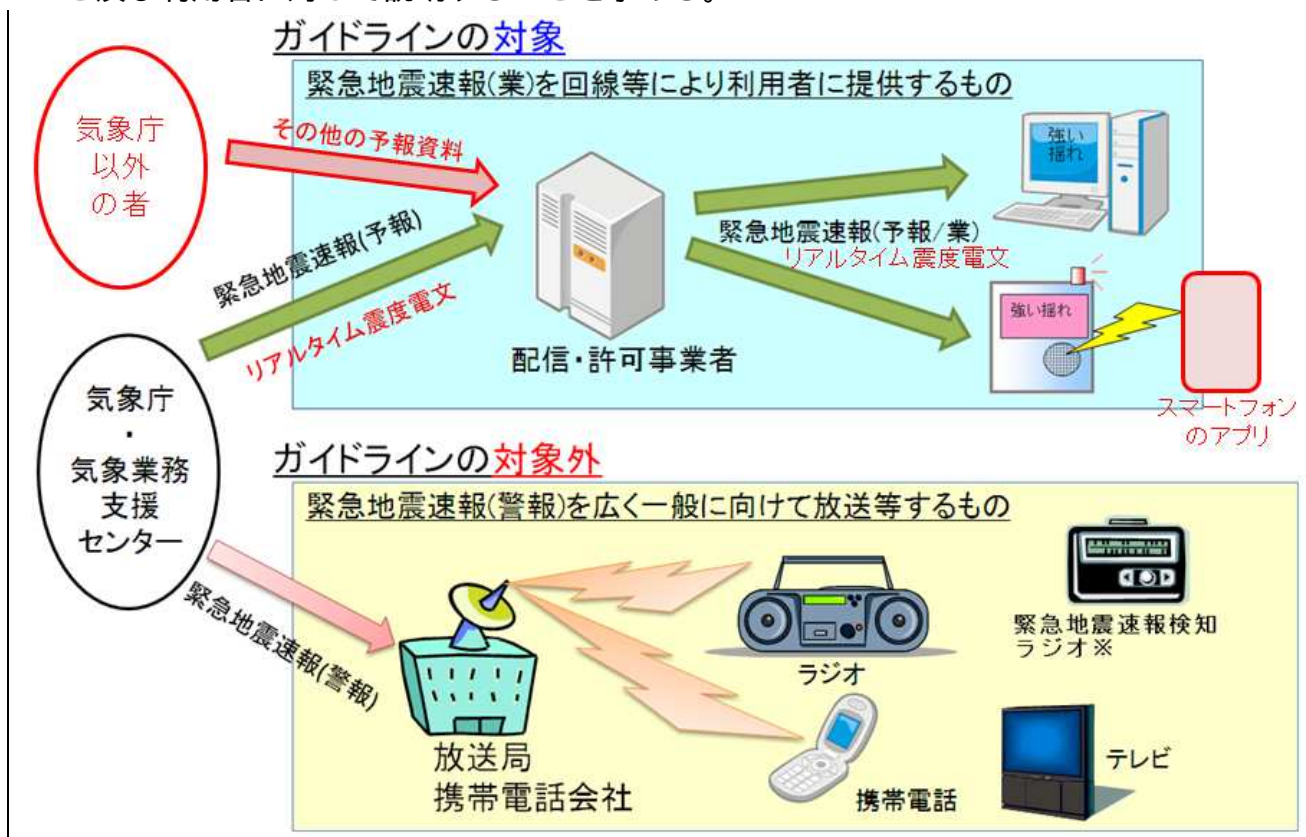 ガイドラインの対象
緊急地震速報(業)を回線等により利用者に提供するもの
気象庁
以外
の者
その他の予報資料
緊急地震速報(予報)
リアルタイム震度電文
配信・許可事業者
緊急地震速報(予報/業)
リアルタイム震度電文
強い
揺れ
強い揺れ
スマートフォン
のアプリ
気象庁
・
気象業務
支援
センター
ガイドラインの対象外
緊急地震速報(警報)を広く一般に向けて放送等するもの
緊急地震速報(警報)
放送局
携帯電話会社
ラジオ
緊急地震速報検知
ラジオ※
携帯電話
テレビ